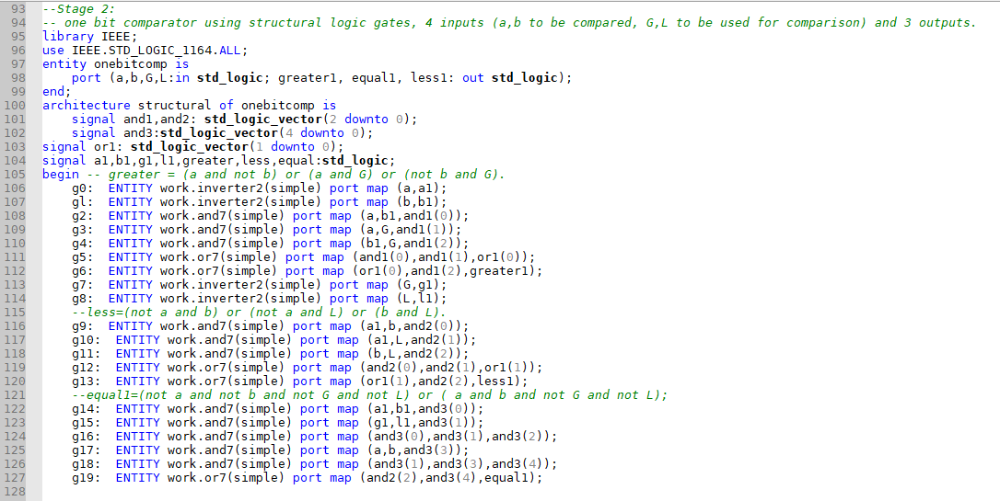 93 --Stage 2:
94 -- one bit comparator using structural logic gates, 4 inputs (a,b to be compared, G,L to be used for comparison) and 3 outputs.
95 library IEEE;
96 use IEEE.STD_LOGIC_1164.ALL;
97 entity onebitcomp is
98     port (a,b,G,L:in std_logic; greater1, equal1, less1: out std_logic);
99 end;
100 architecture structural of onebitcomp is
101     signal and1,and2: std_logic_vector(2 downto 0);
102     signal and3:std_logic_vector(4 downto 0);
103 signal or1: std_logic_vector(1 downto 0);
104 signal a1,b1,g1,l1,greater,less,equal:std_logic;
105 begin -- greater = (a and not b) or (a and G) or (not b and G).
106     g0:  ENTITY work.inverter2(simple) port map (a,a1);
107     gl:  ENTITY work.inverter2(simple) port map (b,b1);
108     g2:  ENTITY work.and7(simple) port map (a,b1,and1(0));
109     g3:  ENTITY work.and7(simple) port map (a,G,and1(1));
110     g4:  ENTITY work.and7(simple) port map (b1,G,and1(2));
111     g5:  ENTITY work.or7(simple) port map (and1(0),and1(1),or1(0));
112     g6:  ENTITY work.or7(simple) port map (or1(0),and1(2),greater1);
113     g7:  ENTITY work.inverter2(simple) port map (G,g1);
114     g8:  ENTITY work.inverter2(simple) port map (L,l1);
115     --less=(not a and b) or (not a and L) or (b and L).
116     g9:  ENTITY work.and7(simple) port map (a1,b,and2(0));
117     g10:  ENTITY work.and7(simple) port map (a1,L,and2(1));
118     g11:  ENTITY work.and7(simple) port map (b,L,and2(2));
119     g12:  ENTITY work.or7(simple) port map (and2(0),and2(1),or1(1));
120     g13:  ENTITY work.or7(simple) port map (or1(1),and2(2),less1);
121     --equal1=(not a and not b and not G and not L) or ( a and b and not G and not L);
122     g14:  ENTITY work.and7(simple) port map (a1,b1,and3(0));
123     g15:  ENTITY work.and7(simple) port map (g1,l1,and3(1));
124     g16:  ENTITY work.and7(simple) port map (and3(0),and3(1),and3(2));
125     g17:  ENTITY work.and7(simple) port map (a,b,and3(3));
126     g18:  ENTITY work.and7(simple) port map (and3(1),and3(3),and3(4));
127     g19:  ENTITY work.or7(simple) port map (and2(2),and3(4),equal1);
128